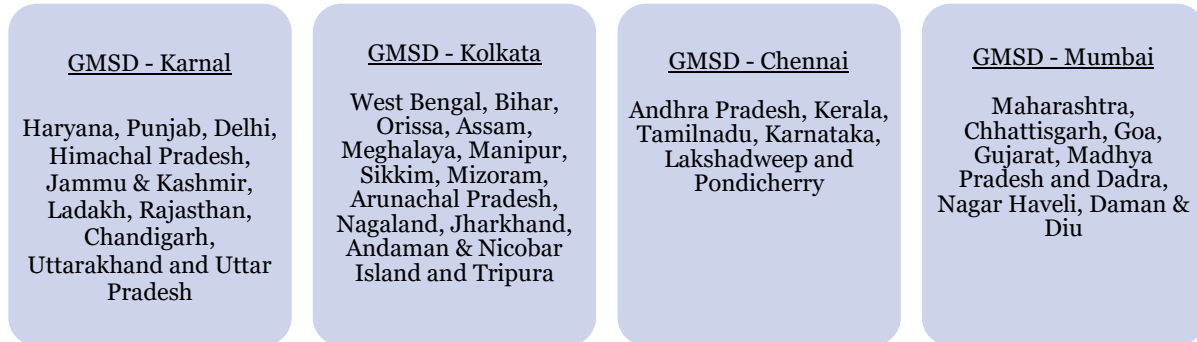 GMSD - Karnal
Haryana, Punjab, Delhi,
Himachal Pradesh,
Jammu & Kashmir,
Ladakh, Rajasthan,
Chandigarh,
Uttarakhand and Uttar
Pradesh
GMSD - Kolkata
West Bengal, Bihar,
Orissa, Assam,
Meghalaya, Manipur,
Sikkim, Mizoram,
Arunachal Pradesh,
Nagaland, Jharkhand,
Andaman & Nicobar
Island and Tripura
GMSD - Chennai
Andhra Pradesh, Kerala,
Tamilnadu, Karnataka,
Lakshadweep and
Pondicherry
GMSD - Mumbai
Maharashtra,
Chhattisgarh, Goa,
Gujarat, Madhya
Pradesh and Dadra,
Nagar Haveli, Daman &
Diu